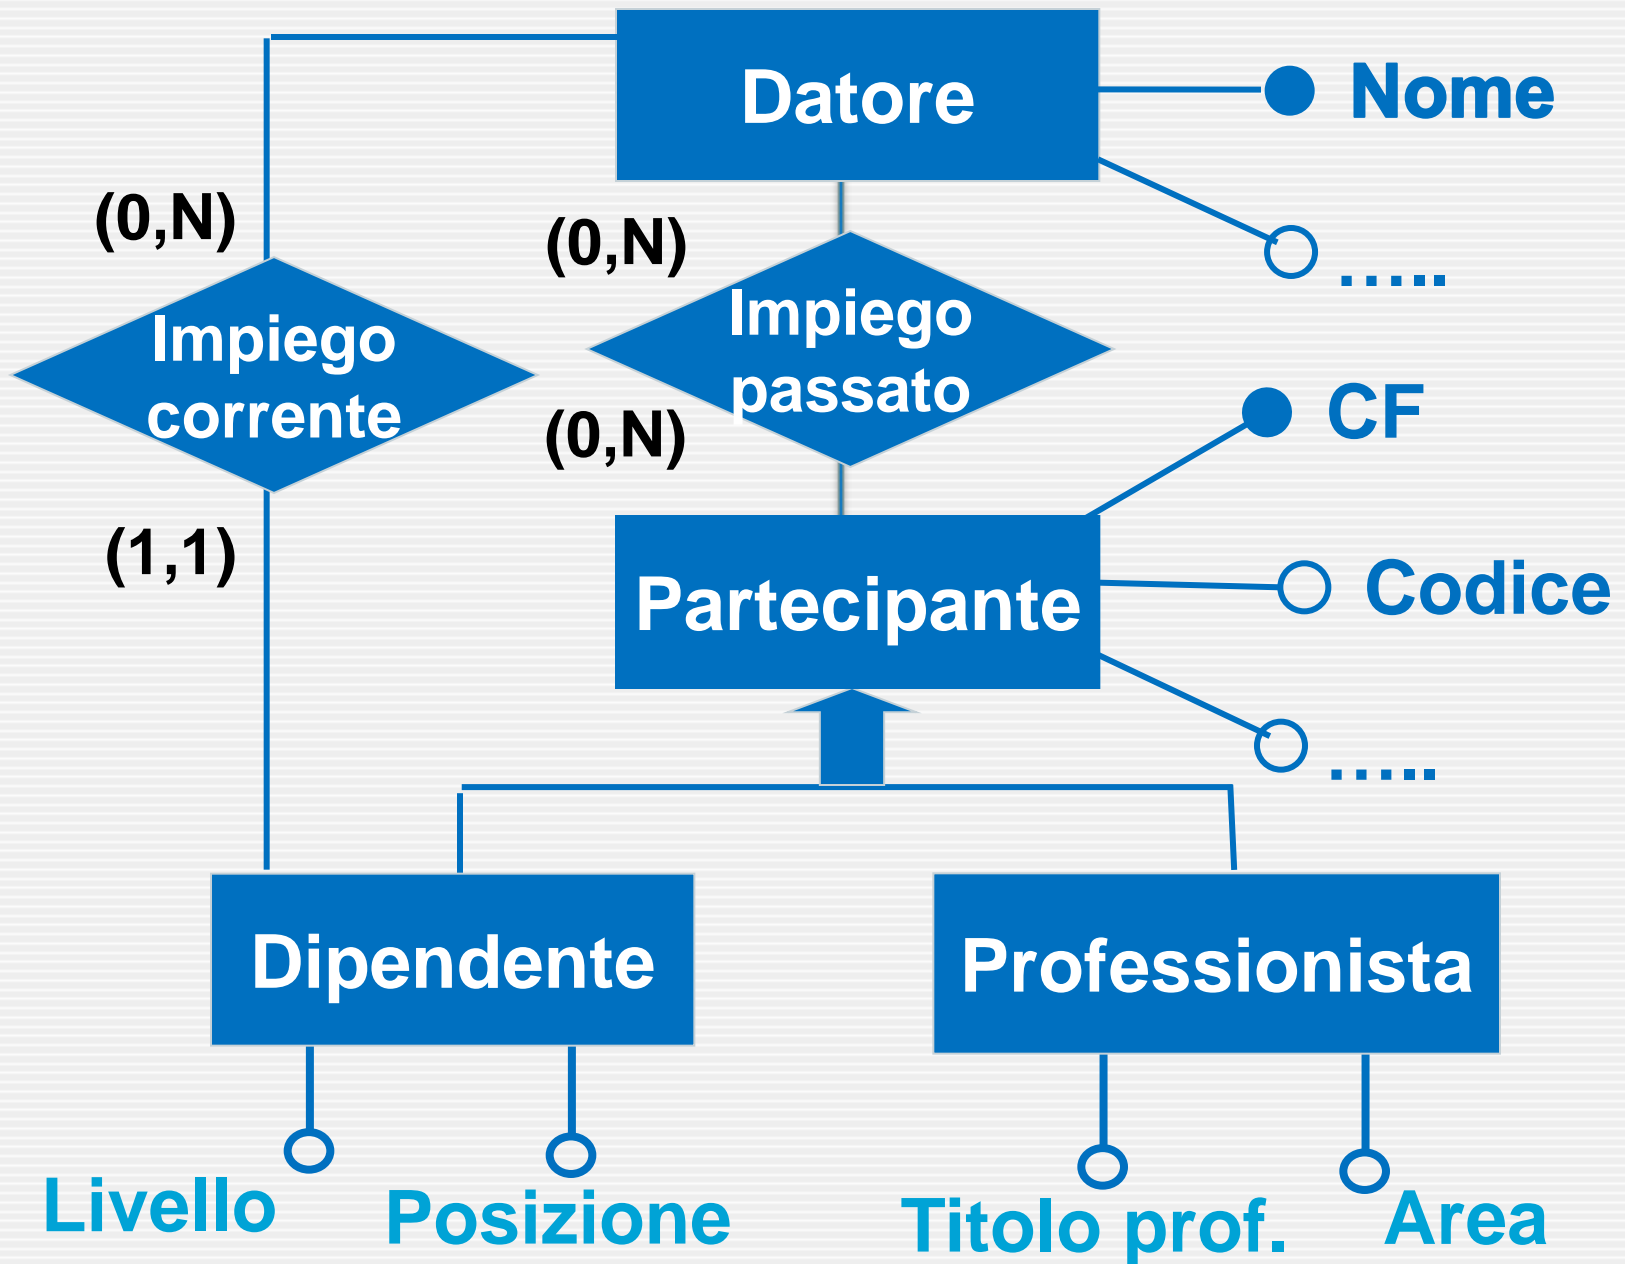 Datore
Nome
…..
(0,N)
(0,N)
Impiego
corrente
Impiego
passato
(0,N)
CF
(1,1)
Partecipante
Codice
…..
Dipendente
Professionista
Livello
Posizione
Titolo prof.
Area